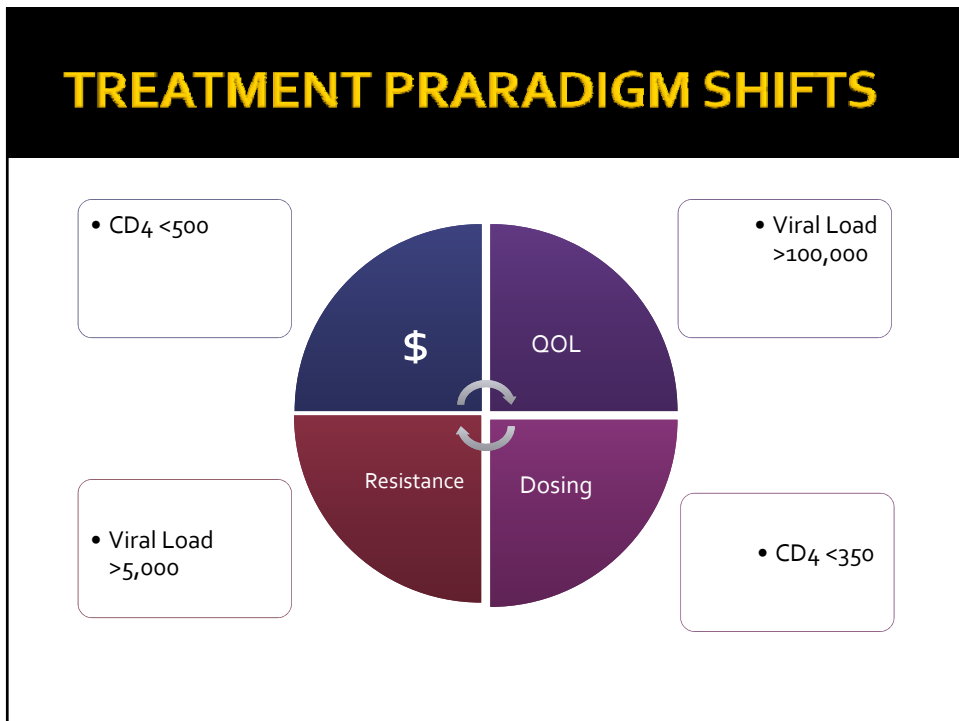 TREATMENT PRARADIGM SHIFTS
• CD4 <500
• Viral Load
>100,000
$
QOL
Resistance
Dosing
• Viral Load
>5,000
• CD4 <350